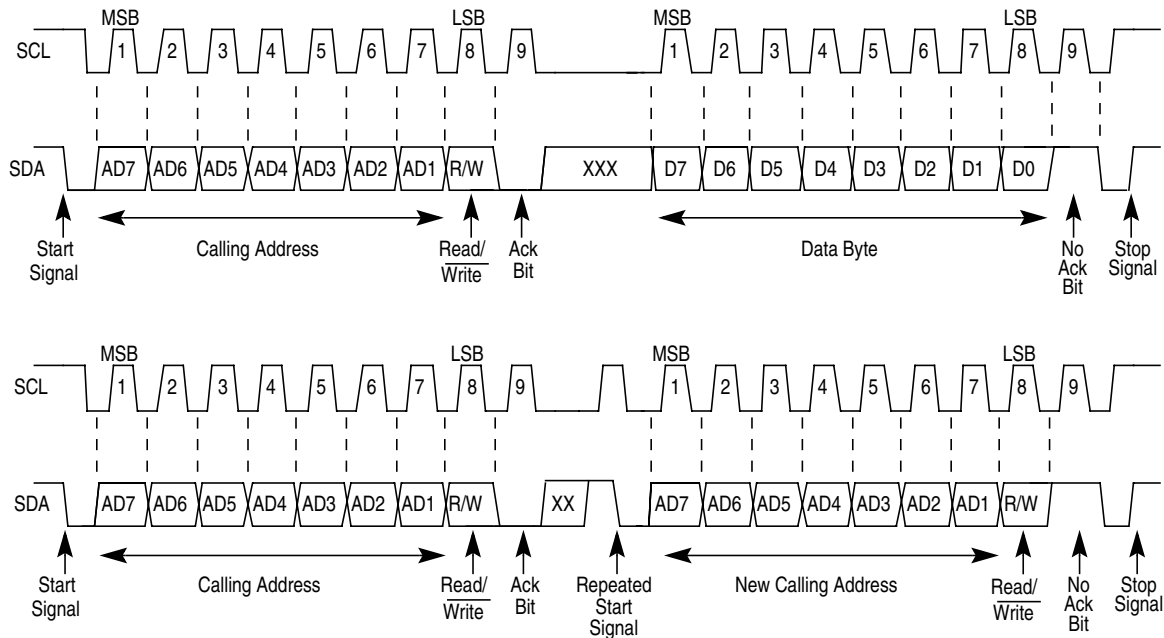 MSB LSB MSB LSB
SCL 1 2 3 4 5 6 7 8 9 1 2 3 4 5 6 7 8 9
SDA AD7 AD6 AD5 AD4 AD3 AD2 AD1 R/W XXX D7 D6 D5 D4 D3 D2 D1 D0
Start
Signal
Calling Address
Read/
Write
Ack
Bit
Data Byte
No
Ack
Bit
Stop
Signal
MSB LSB MSB LSB
SCL 1 2 3 4 5 6 7 8 9 1 2 3 4 5 6 7 8 9
SDA AD7 AD6 AD5 AD4 AD3 AD2 AD1 R/W XX AD7 AD6 AD5 AD4 AD3 AD2 AD1 R/W
Start
Signal
Calling Address
Read/
Write
Ack
Bit
Repeated
Start
Signal
New Calling Address
Read/
Write
No
Ack
Bit
Stop
Signal